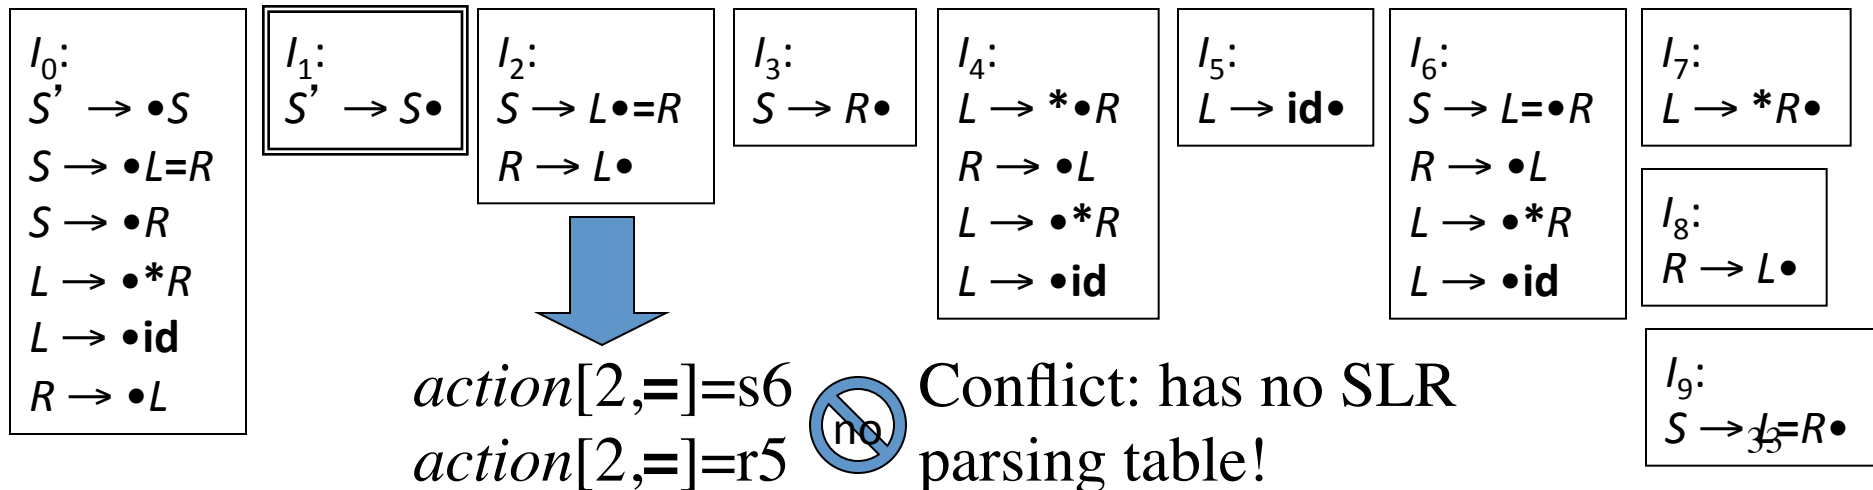 I₀:
S’ → •S
S → •L=R
S → •R
L → •*R
L → •id
R → •L
I₁:
S’ → S•
I₂:
S → L•=R
R → L•
I₃:
S → R•
I₄:
L → *•R
R → •L
L → •*R
L → •id
I₅:
L → id•
I₆:
S → L=•R
R → •L
L → •*R
L → •id
I₇:
L → *R•
I₈:
R → L•
I₉:
S → L=R•
33
action[2,=]=s6
action[2,=]=r5
no
Conflict: has no SLR
parsing table!